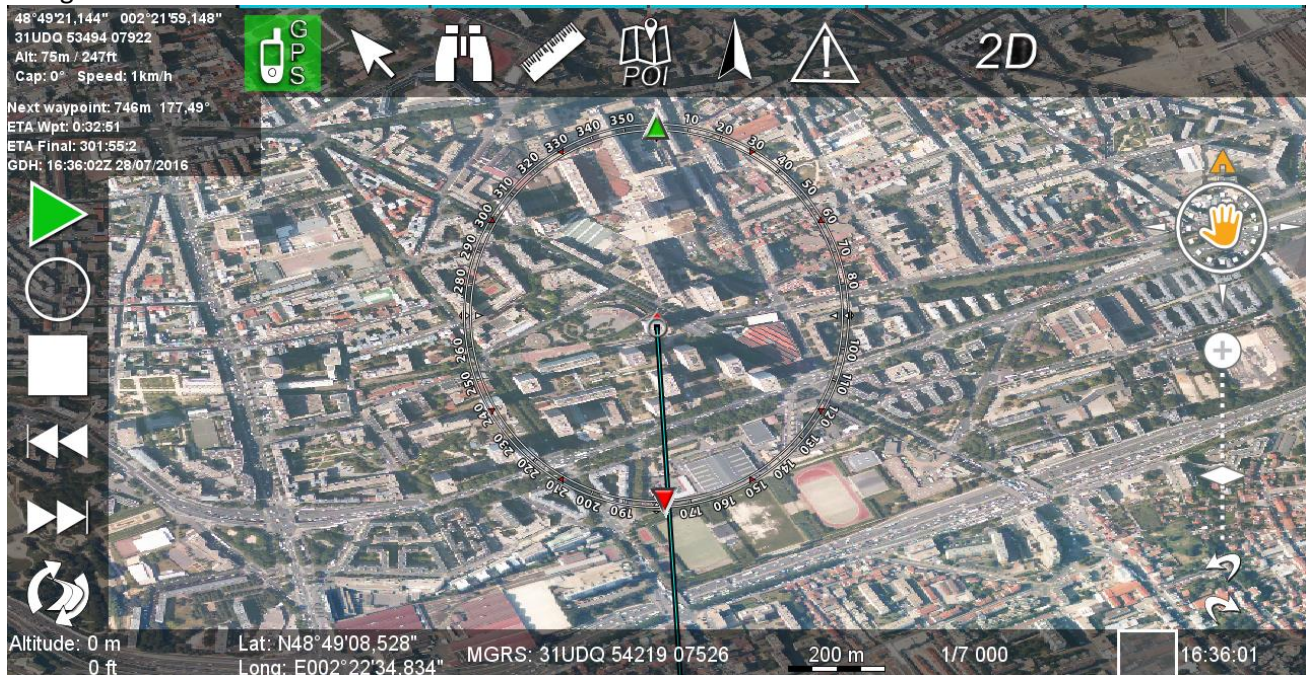 48°49'21,144" 002°21'59,148"
31UDQ 53494 07922
Alt: 75m / 247ft
Cap: 0° Speed: 1km/h
Next waypoint: 746m 177,49°
ETA Wpt: 0:32:51
ETA Final: 301:55:2
GDH: 16:36:02Z 28/07/2016
GPS
POI
2D
350 10 20 30 40 50 60 70 80 100 110 120 130 140 150 160 170 190 200 210 220 230 240 250 260 280 290 300 310 320 330 340
Altitude: 0 m
0 ft
Lat: N48°49'08,528"
Long: E002°22'34,834"
MGRS: 31UDQ 54219 07526
200 m
1/7 000
16:36:01